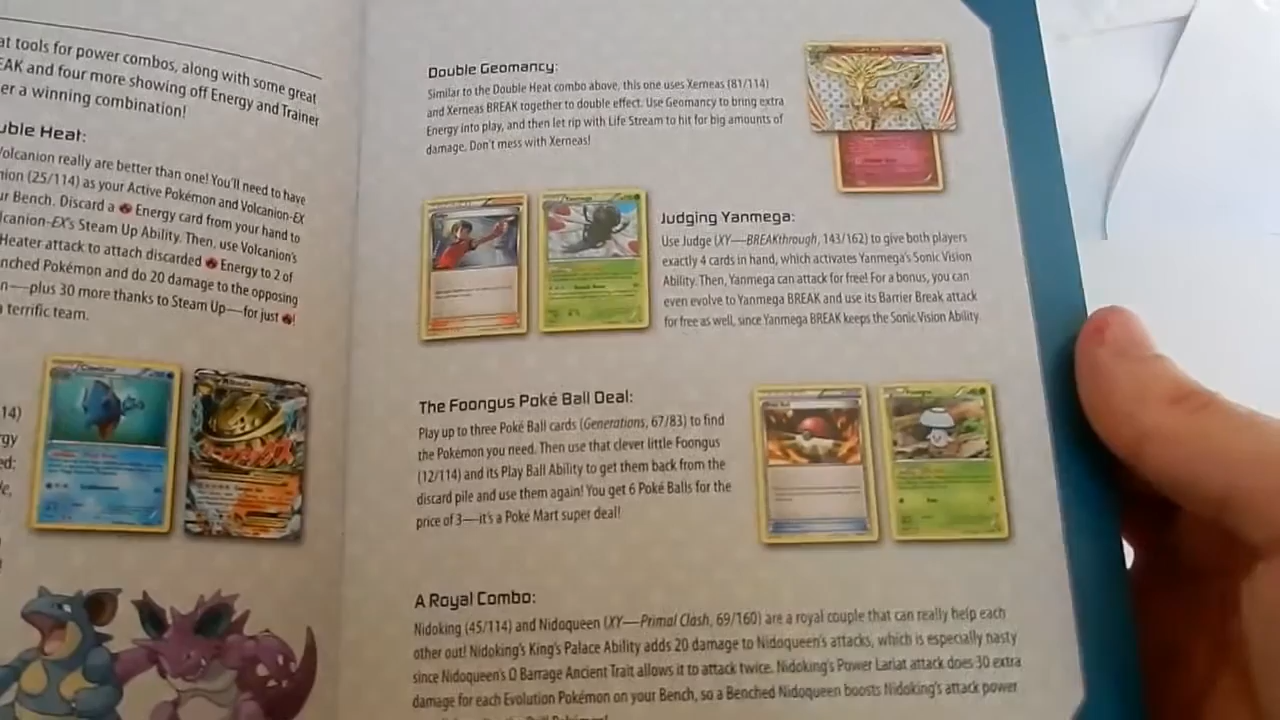 at tools for power combos, along with some great
EAK and four more showing off Energy and Trainer
er a winning combination!
uble Heat:
Volcanion really are better than one! You'll need to have
nion (25/114) as your Active Pokémon and Volcanion-EX
ur Bench. Discard a Energy card from your hand to
lcanion-EX's Steam Up Ability. Then, use Volcanion's
Heater attack to attach discarded Energy to 2 of
nched Pokémon and do 20 damage to the opposing
n—plus 30 more thanks to Steam Up—for just !
a terrific team.
14)
rgy
ed:
le,
Double Geomancy:
Similar to the Double Heat combo above, this one uses Xerneas (81/114)
and Xerneas BREAK together to double effect. Use Geomancy to bring extra
Energy into play, and then let rip with Life Stream to hit for big amounts of
damage. Don't mess with Xerneas!
Judging Yanmega:
Use Judge (XY—BREAKthrough, 143/162) to give both players
exactly 4 cards in hand, which activates Yanmega's Sonic Vision
Ability. Then, Yanmega can attack for free! For a bonus, you can
even evolve to Yanmega BREAK and use its Barrier Break attack
for free as well, since Yanmega BREAK keeps the Sonic Vision Ability.
The Foongus Poké Ball Deal:
Play up to three Poké Ball cards (Generations, 67/83) to find
the Pokémon you need. Then use that clever little Foongus
(12/114) and its Play Ball Ability to get them back from the
discard pile and use them again! You get 6 Poké Balls for the
price of 3—it's a Poké Mart super deal!
A Royal Combo:
Nidoking (45/114) and Nidoqueen (XY—Primal Clash, 69/160) are a royal couple that can really help each
other out! Nidoking's King's Palace Ability adds 20 damage to Nidoqueen's attacks, which is especially nasty
since Nidoqueen's Ω Barrage Ancient Trait allows it to attack twice. Nidoking's Power Lariat attack does 30 extra
damage for each Evolution Pokémon on your Bench, so a Benched Nidoqueen boosts Nidoking's attack power